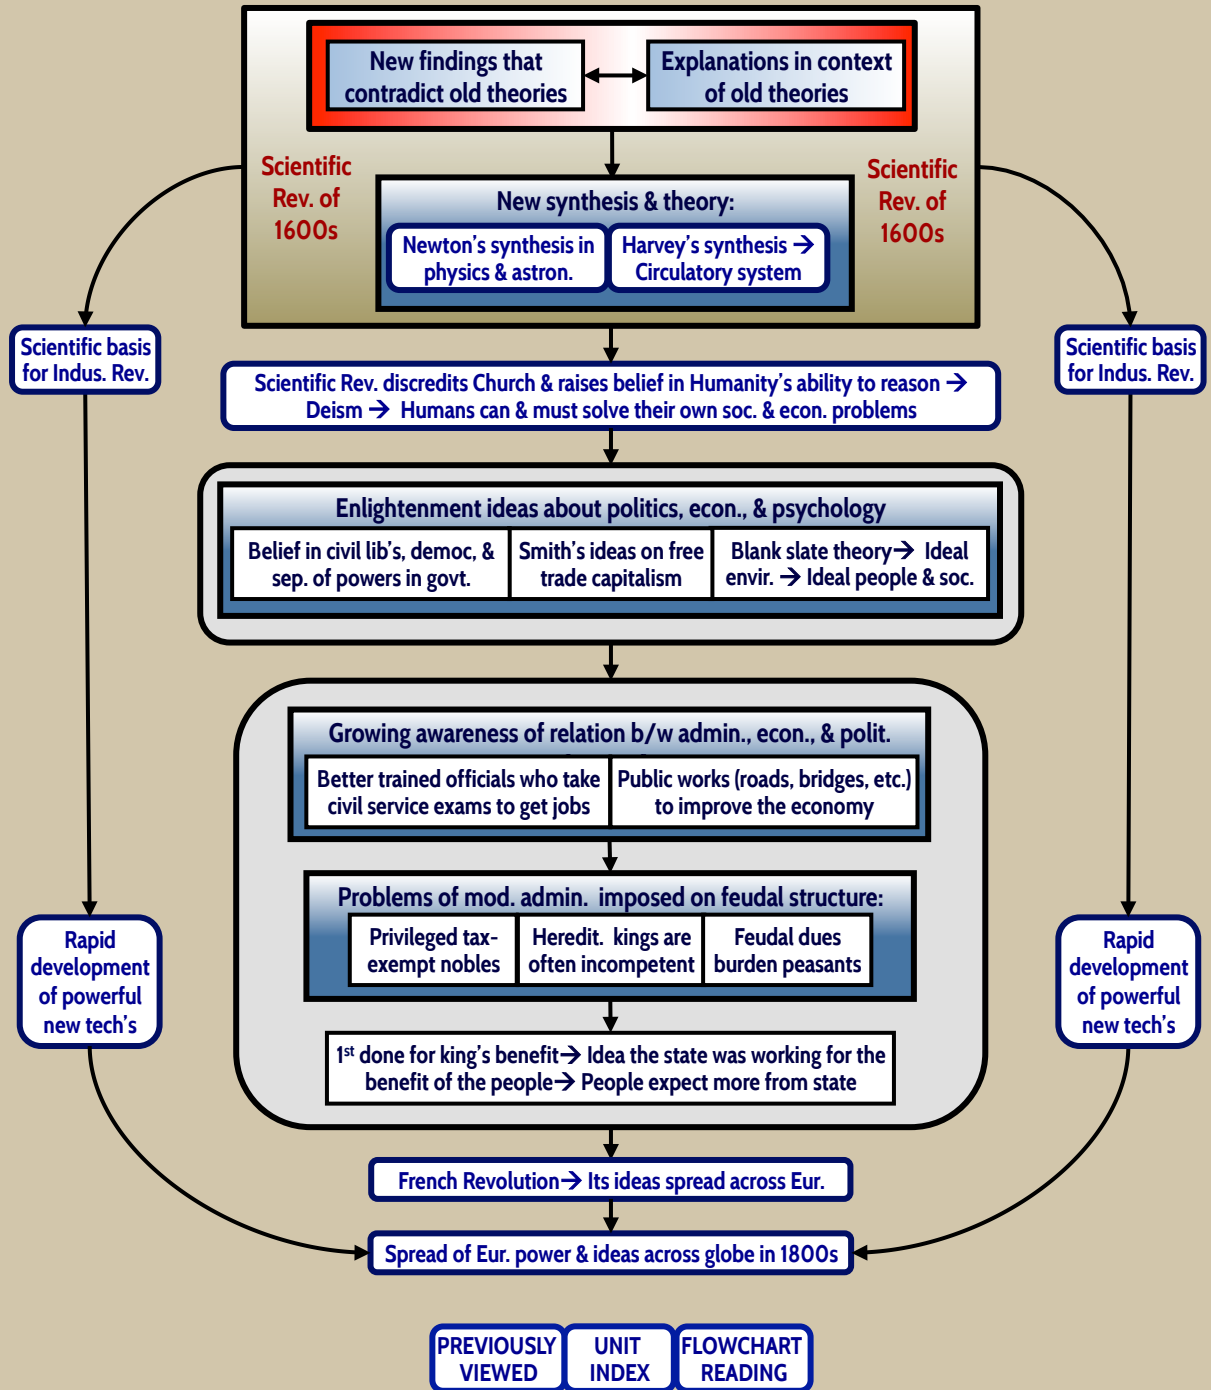 New findings that
contradict old theories
Explanations in context
of old theories
Scientific
Rev. of
1600s
Scientific
Rev. of
1600s
New synthesis & theory:
Newton's synthesis in
physics & astron.
Harvey's synthesis →
Circulatory system
Scientific basis
for Indus. Rev.
Scientific basis
for Indus. Rev.
Scientific Rev. discredits Church & raises belief in Humanity's ability to reason →
Deism → Humans can & must solve their own soc. & econ. problems
Enlightenment ideas about politics, econ., & psychology
Belief in civil lib's, democ, &
sep. of powers in govt.
Smith's ideas on free
trade capitalism
Blank slate theory→ Ideal
envir. → Ideal people & soc.
Growing awareness of relation b/w admin., econ., & polit.
Better trained officials who take
civil service exams to get jobs
Public works (roads, bridges, etc.)
to improve the economy
Problems of mod. admin. imposed on feudal structure:
Privileged tax-
exempt nobles
Heredit. kings are
often incompetent
Feudal dues
burden peasants
Rapid
development
of powerful
new tech's
Rapid
development
of powerful
new tech's
1st done for king's benefit→ Idea the state was working for the
benefit of the people→ People expect more from state
French Revolution→ Its ideas spread across Eur.
Spread of Eur. power & ideas across globe in 1800s
PREVIOUSLY
VIEWED
UNIT
INDEX
FLOWCHART
READING